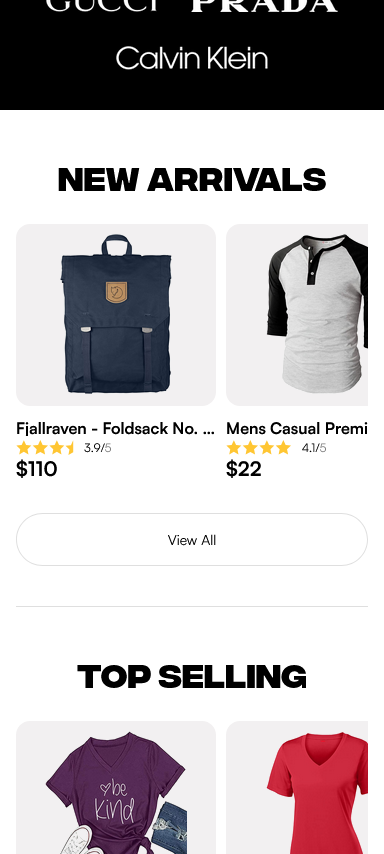 GUCCI PRADA
Calvin Klein
NEW ARRIVALS
Fjallraven - Foldsack No. ...
3.9/5
$110
Mens Casual Premi
4.1/5
$22
View All
TOP SELLING
be
kind